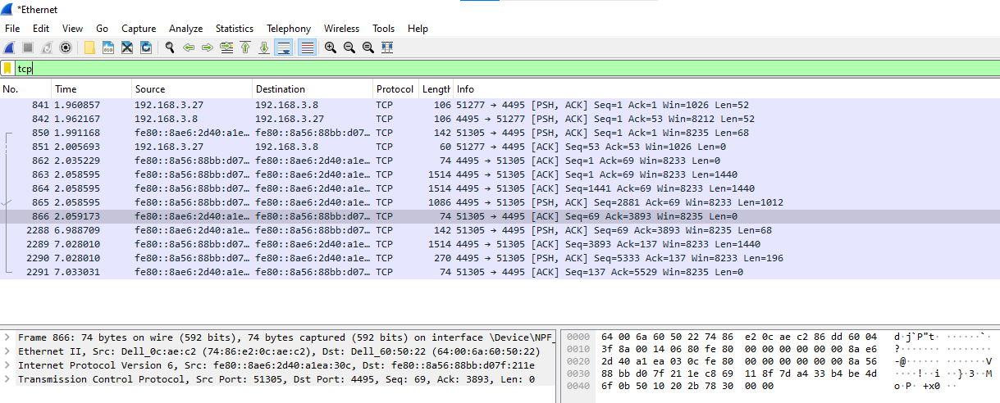 *Ethernet
File Edit View Go Capture Analyze Statistics Telephony Wireless Tools Help
tcp
No. Time Source Destination Protocol Length Info
841 1.960857 192.168.3.27 192.168.3.8 TCP 106 51277 → 4495 [PSH, ACK] Seq=1 Ack=1 Win=1026 Len=52
842 1.962167 192.168.3.8 192.168.3.27 TCP 106 4495 → 51277 [PSH, ACK] Seq=1 Ack=53 Win=8212 Len=52
850 1.991168 fe80::8ae6:2d40:a1e… fe80::8a56:88bb:d07… TCP 142 51305 → 4495 [PSH, ACK] Seq=1 Ack=1 Win=8235 Len=68
851 2.005693 192.168.3.27 192.168.3.8 TCP 60 51277 → 4495 [ACK] Seq=53 Ack=53 Win=1026 Len=0
862 2.035229 fe80::8a56:88bb:d07… fe80::8ae6:2d40:a1e… TCP 74 4495 → 51305 [ACK] Seq=1 Ack=69 Win=8233 Len=0
863 2.058595 fe80::8a56:88bb:d07… fe80::8ae6:2d40:a1e… TCP 1514 4495 → 51305 [ACK] Seq=1 Ack=69 Win=8233 Len=1440
864 2.058595 fe80::8a56:88bb:d07… fe80::8ae6:2d40:a1e… TCP 1514 4495 → 51305 [ACK] Seq=1441 Ack=69 Win=8233 Len=1440
865 2.058595 fe80::8a56:88bb:d07… fe80::8ae6:2d40:a1e… TCP 1086 4495 → 51305 [PSH, ACK] Seq=2881 Ack=69 Win=8233 Len=1012
866 2.059173 fe80::8ae6:2d40:a1e… fe80::8a56:88bb:d07… TCP 74 51305 → 4495 [ACK] Seq=69 Ack=3893 Win=8235 Len=0
2288 6.988709 fe80::8ae6:2d40:a1e… fe80::8a56:88bb:d07… TCP 142 51305 → 4495 [PSH, ACK] Seq=69 Ack=3893 Win=8235 Len=68
2289 7.028010 fe80::8a56:88bb:d07… fe80::8ae6:2d40:a1e… TCP 1514 4495 → 51305 [ACK] Seq=3893 Ack=137 Win=8233 Len=1440
2290 7.028010 fe80::8a56:88bb:d07… fe80::8ae6:2d40:a1e… TCP 270 4495 → 51305 [PSH, ACK] Seq=5333 Ack=137 Win=8233 Len=196
2291 7.033031 fe80::8ae6:2d40:a1e… fe80::8a56:88bb:d07… TCP 74 51305 → 4495 [ACK] Seq=137 Ack=5529 Win=8235 Len=0
Frame 866: 74 bytes on wire (592 bits), 74 bytes captured (592 bits) on interface \Device\NPF_
Ethernet II, Src: Dell_0c:ae:c2 (74:86:e2:0c:ae:c2), Dst: Dell_60:50:22 (64:00:6a:60:50:22)
Internet Protocol Version 6, Src: fe80::8ae6:2d40:a1ea:30c, Dst: fe80::8a56:88bb:d07f:211e
Transmission Control Protocol, Src Port: 51305, Dst Port: 4495, Seq: 69, Ack: 3893, Len: 0
0000 64 00 6a 60 50 22 74 86 e2 0c ae c2 86 dd 60 04 d·j`P"t· ······`·
0010 3f 8a 00 14 06 80 fe 80 00 00 00 00 00 00 8a e6 ?······· ········
0020 2d 40 a1 ea 03 0c fe 80 00 00 00 00 00 00 8a 56 -@······ ·······V
0030 88 bb d0 7f 21 1e c8 69 11 8f 7d a4 33 b4 be 4d ····!··i ··}·3··M
0040 6f 0b 50 10 20 2b 78 30 00 00 o·P· +x0 ··